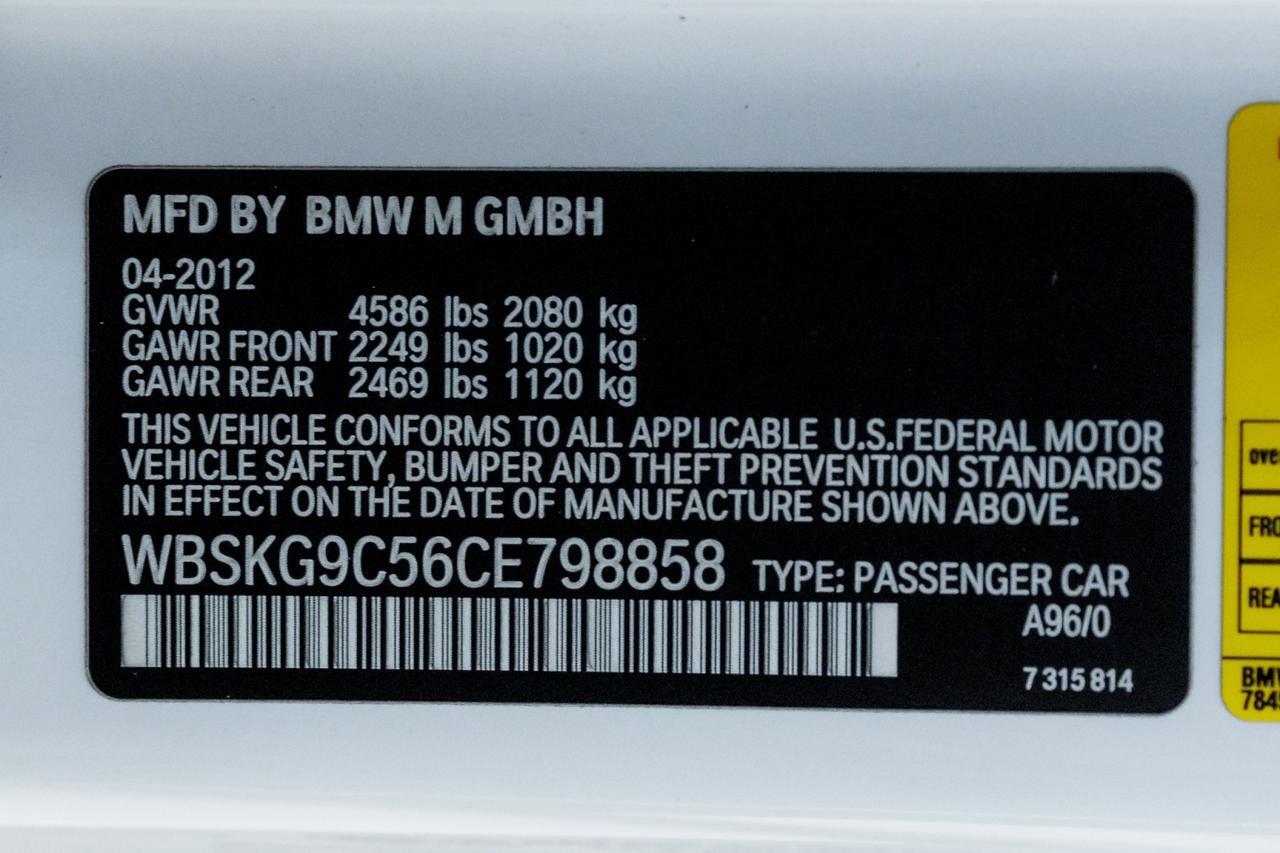 MFD BY BMW M GMBH
04-2012
GVWR 4586 lbs 2080 kg
GAWR FRONT 2249 lbs 1020 kg
GAWR REAR 2469 lbs 1120 kg
THIS VEHICLE CONFORMS TO ALL APPLICABLE U.S.FEDERAL MOTOR
VEHICLE SAFETY, BUMPER AND THEFT PREVENTION STANDARDS
IN EFFECT ON THE DATE OF MANUFACTURE SHOWN ABOVE.
WBSKG9C56CE798858 TYPE: PASSENGER CAR
A96/0
7 315 814